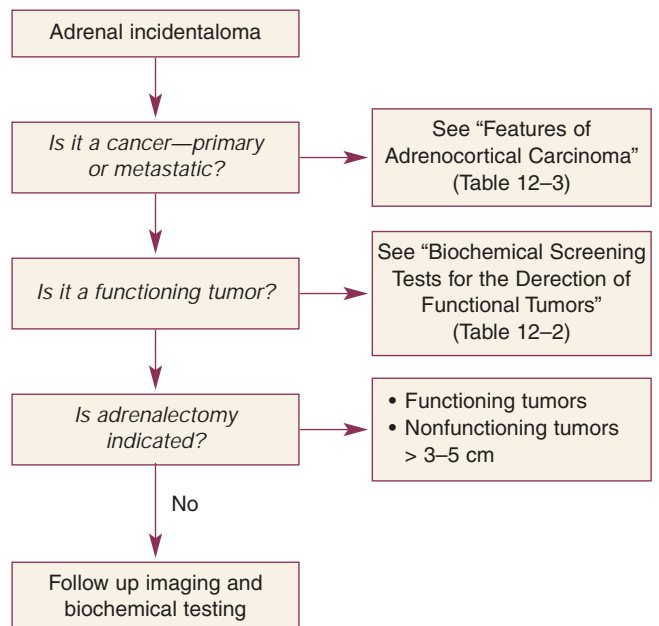 Adrenal incidentaloma
Is it a cancer—primary
or metastatic?
See “Features of
Adrenocortical Carcinoma”
(Table 12–3)
Is it a functioning tumor?
See “Biochemical Screening
Tests for the Derection of
Functional Tumors”
(Table 12–2)
Is adrenalectomy
indicated?
• Functioning tumors
• Nonfunctioning tumors
> 3–5 cm
No
Follow up imaging and
biochemical testing